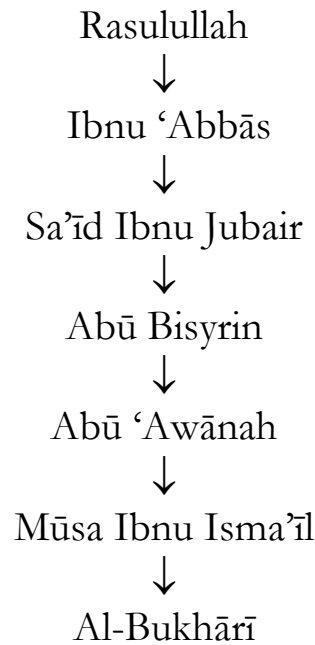 Rasulullah
↓
Ibnu ‘Abbās
↓
Sa’īd Ibnu Jubair
↓
Abū Bisyrin
↓
Abū ‘Awānah
↓
Mūsa Ibnu Isma’īl
↓
Al-Bukhārī